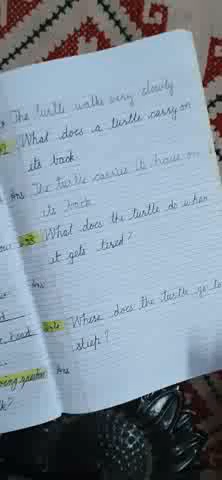 The turtle walks very slowly
What does a turtle carry on
its back
Ans The turtle carries it house on
its back
What does the turtle do when
it gets tired?
Ans
Where does the turtle go to
sleep?
Ans